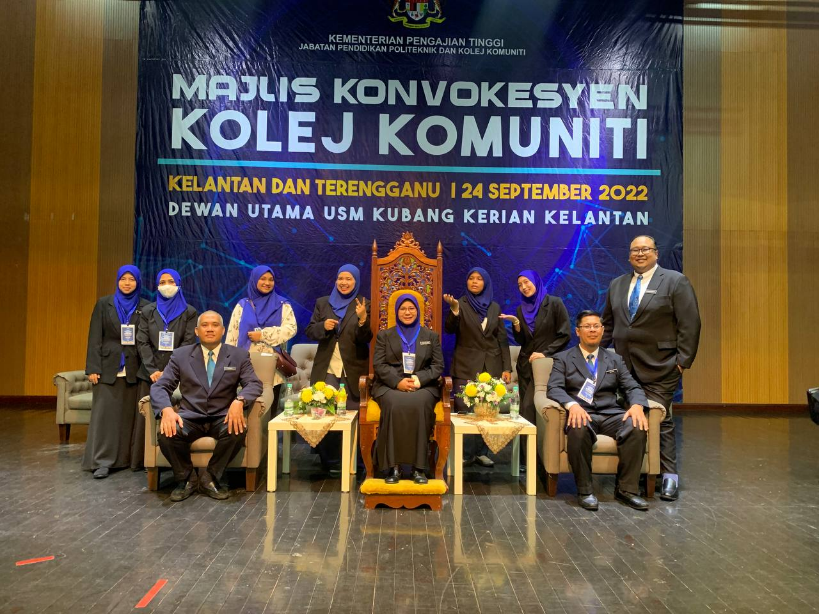 KEMENTERIAN PENGAJIAN TINGGI
JABATAN PENDIDIKAN POLITEKNIK DAN KOLEJ KOMUNITI
MAJLIS KONVOKESYEN
KOLEJ KOMUNITI
KELANTAN DAN TERENGGANU | 24 SEPTEMBER 2022
DEWAN UTAMA USM KUBANG KERIAN KELANTAN